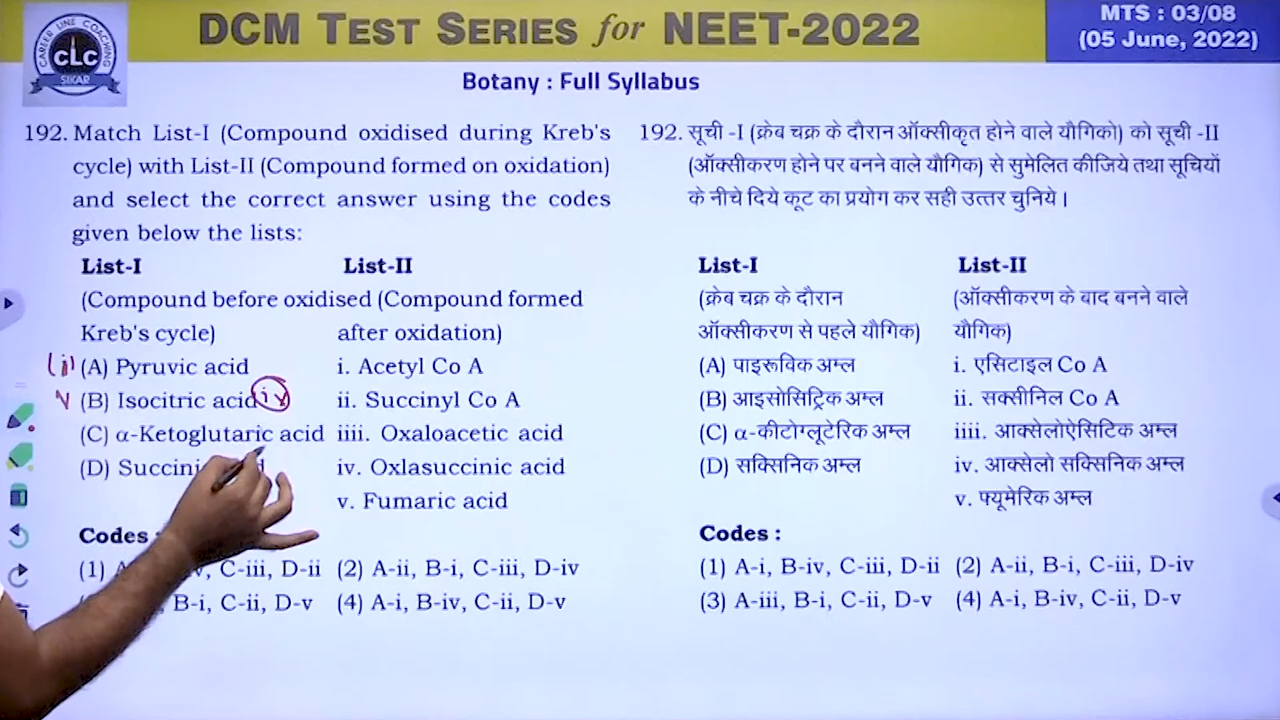 CAREER LINE COACHING
CLC
SIKAR
DCM TEST SERIES for NEET-2022
MTS : 03/08
(05 June, 2022)
Botany : Full Syllabus
192. Match List-I (Compound oxidised during Kreb's
cycle) with List-II (Compound formed on oxidation)
and select the correct answer using the codes
given below the lists:
List-I List-II
(Compound before oxidised (Compound formed
Kreb's cycle) after oxidation)
(i) (A) Pyruvic acid i. Acetyl Co A
(B) Isocitric acid iv ii. Succinyl Co A
(C) α-Ketoglutaric acid iiii. Oxaloacetic acid
(D) iv. Oxlasuccinic acid
v. Fumaric acid
Codes :
(1) C-iii, D-ii (2) A-ii, B-i, C-iii, D-iv
B-i, C-ii, D-v (4) A-i, B-iv, C-ii, D-v
192. सूची -I (क्रेब चक्र के दौरान ऑक्सीकृत होने वाले यौगिको) को सूची -II
(ऑक्सीकरण होने पर बनने वाले यौगिक) से सुमेलित कीजिये तथा सूचियों
के नीचे दिये कूट का प्रयोग कर सही उत्तर चुनिये ।
List-I List-II
(क्रेब चक्र के दौरान (ऑक्सीकरण के बाद बनने वाले
ऑक्सीकरण से पहले यौगिक) यौगिक)
(A) पाइरूविक अम्ल i. एसिटाइल Co A
(B) आइसोसिट्रिक अम्ल ii. सक्सीनिल Co A
(C) α-कीटोग्लूटेरिक अम्ल iiii. आक्सेलोऐसिटिक अम्ल
(D) सक्सिनिक अम्ल iv. आक्सेलो सक्सिनिक अम्ल
v. फ्यूमेरिक अम्ल
Codes :
(1) A-i, B-iv, C-iii, D-ii (2) A-ii, B-i, C-iii, D-iv
(3) A-iii, B-i, C-ii, D-v (4) A-i, B-iv, C-ii, D-v